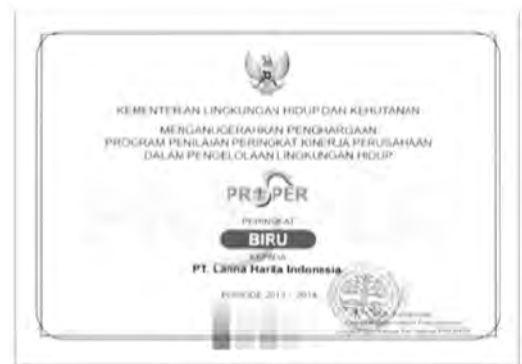 KEMENTERIAN LINGKUNGAN HIDUP DAN KEHUTANAN
MENGANUGERAHKAN PENGHARGAAN
PROGRAM PENILAIAN PERINGKAT KINERJA PERUSAHAAN
DALAM PENGELOLAAN LINGKUNGAN HIDUP
PROPER
PERINGKAT
BIRU
KEPADA
PT. Lanna Harita Indonesia
PERIODE 2013 - 2014